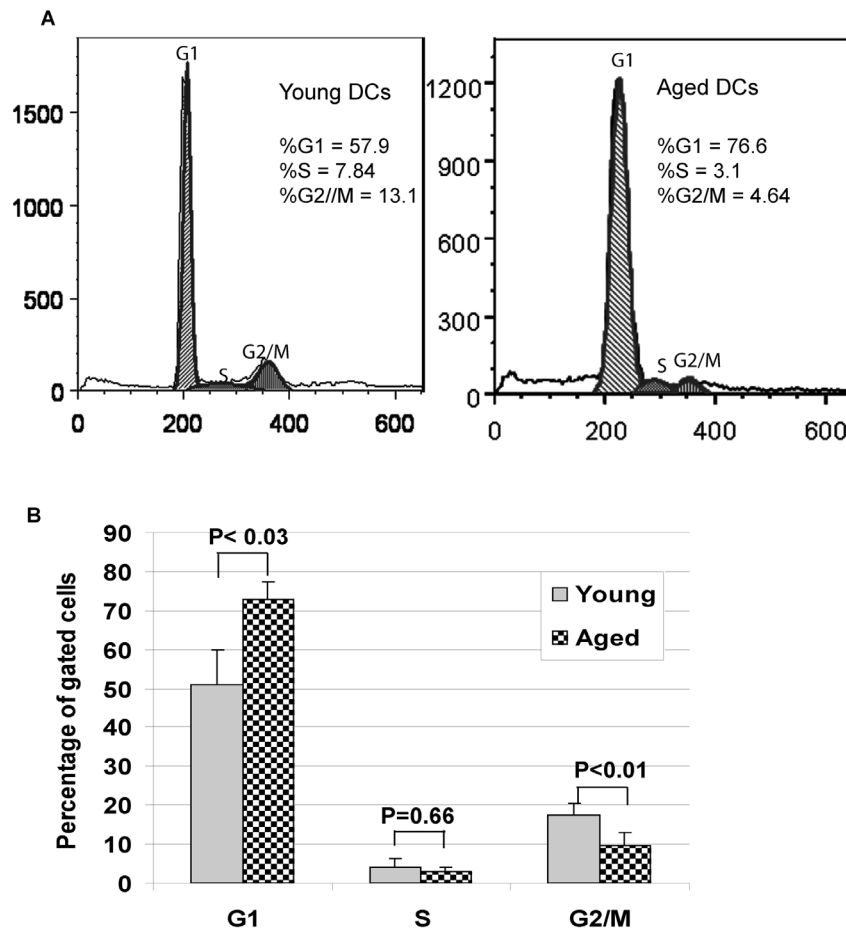 A
G1
Young DCs
%G1 = 57.9
%S = 7.84
%G2//M = 13.1
S
G2/M
1500
1000
500
0
0 200 400 600
G1
Aged DCs
%G1 = 76.6
%S = 3.1
%G2/M = 4.64
S
G2/M
1200
900
600
300
0
0 200 400 600
B
Percentage of gated cells
90
80
70
60
50
40
30
20
10
0
P< 0.03
P=0.66
P<0.01
Young
Aged
G1 S G2/M